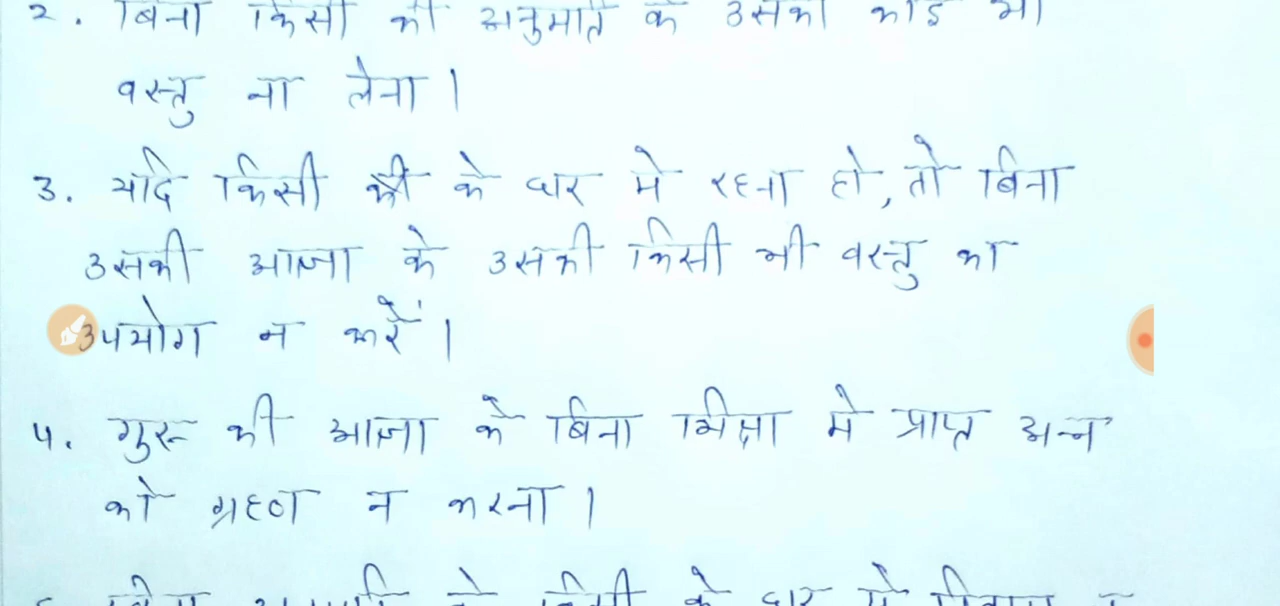 2. बिना किसी की अनुमति के उसकी कोई भी
वस्तु ना लेना।
3. यदि किसी की के घर मे रहना हो, तो बिना
उसकी आज्ञा के उसकी किसी भी वस्तु का
उपयोग न करें।
4. गुरू की आज्ञा के बिना भिक्षा मे प्राप्त अन्न
को ग्रहण न करना।
के किसी के घर में